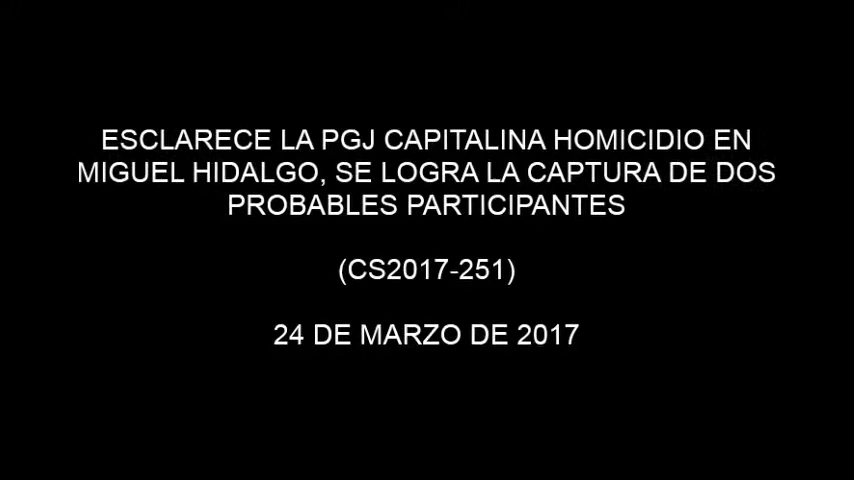 ESCLARECE LA PGJ CAPITALINA HOMICIDIO EN
MIGUEL HIDALGO, SE LOGRA LA CAPTURA DE DOS
PROBABLES PARTICIPANTES
(CS2017-251)
24 DE MARZO DE 2017